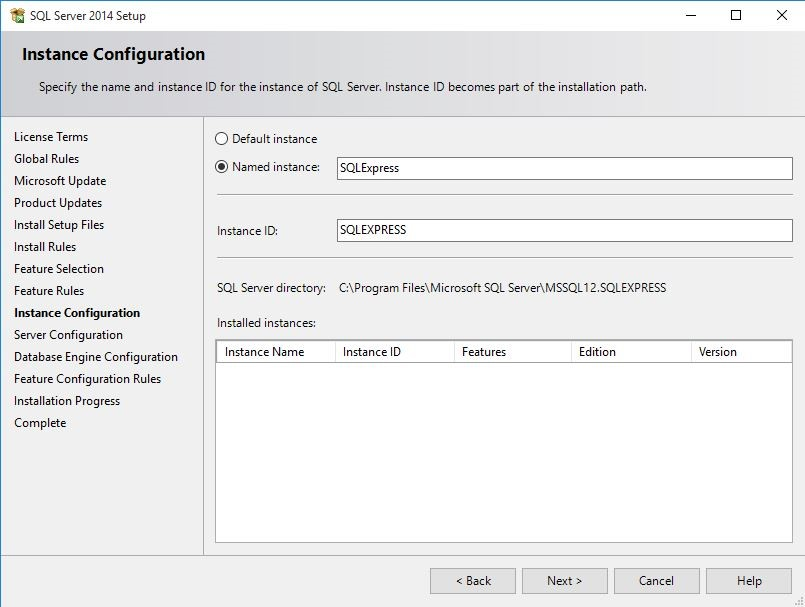 SQL Server 2014 Setup
Instance Configuration
Specify the name and instance ID for the instance of SQL Server. Instance ID becomes part of the installation path.
License Terms
Global Rules
Microsoft Update
Product Updates
Install Setup Files
Install Rules
Feature Selection
Feature Rules
Instance Configuration
Server Configuration
Database Engine Configuration
Feature Configuration Rules
Installation Progress
Complete
Default instance
Named instance: SQLExpress
Instance ID: SQLEXPRESS
SQL Server directory: C:\Program Files\Microsoft SQL Server\MSSQL12.SQLEXPRESS
Installed instances:
Instance Name Instance ID Features Edition Version
< Back Next > Cancel Help